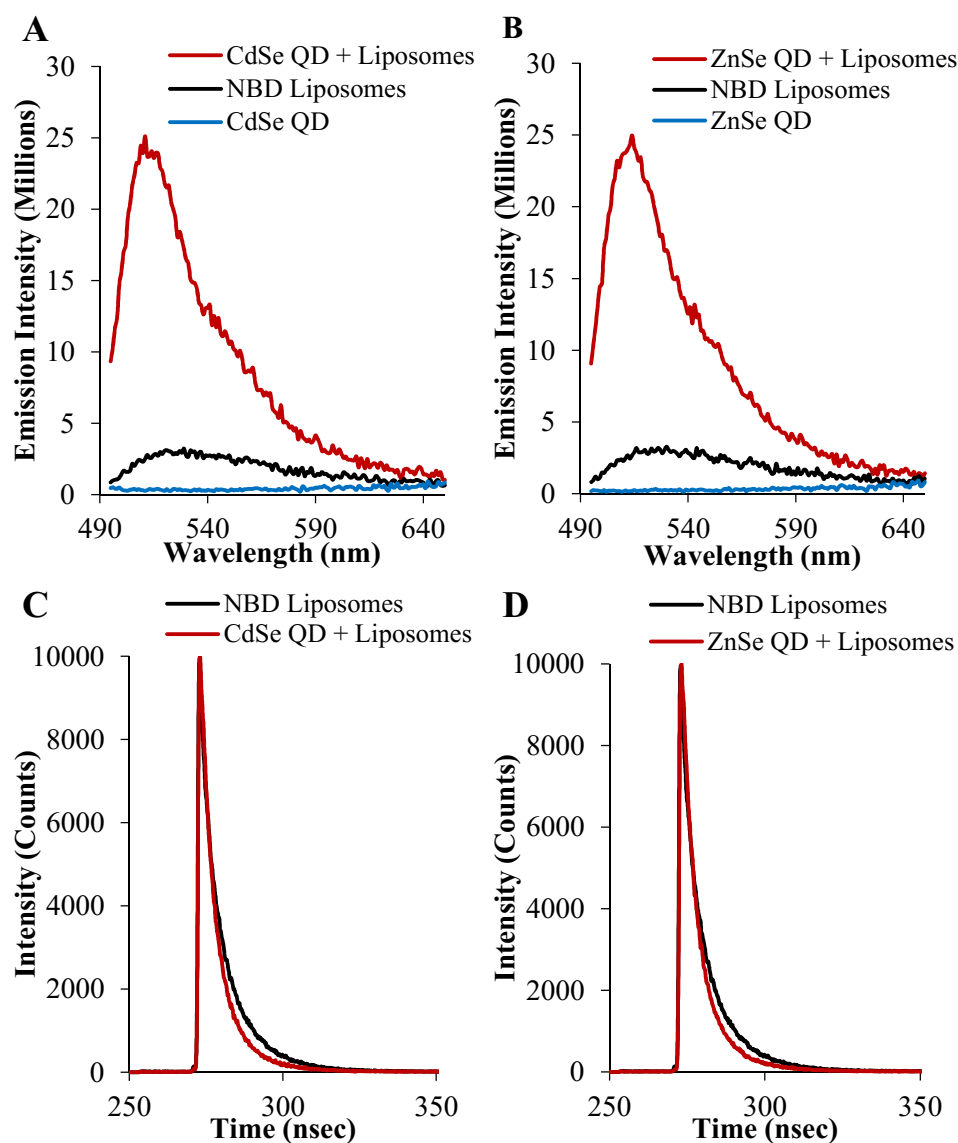 A
CdSe QD + Liposomes
NBD Liposomes
CdSe QD
Emission Intensity (Millions)
30
25
20
15
10
5
0
490 540 590 640
Wavelength (nm)
B
ZnSe QD + Liposomes
NBD Liposomes
ZnSe QD
Emission Intensity (Millions)
30
25
20
15
10
5
0
490 540 590 640
Wavelength (nm)
C
NBD Liposomes
CdSe QD + Liposomes
Intensity (Counts)
10000
8000
6000
4000
2000
0
250 300 350
Time (nsec)
D
NBD Liposomes
ZnSe QD + Liposomes
Intensity (Counts)
10000
8000
6000
4000
2000
0
250 300 350
Time (nsec)